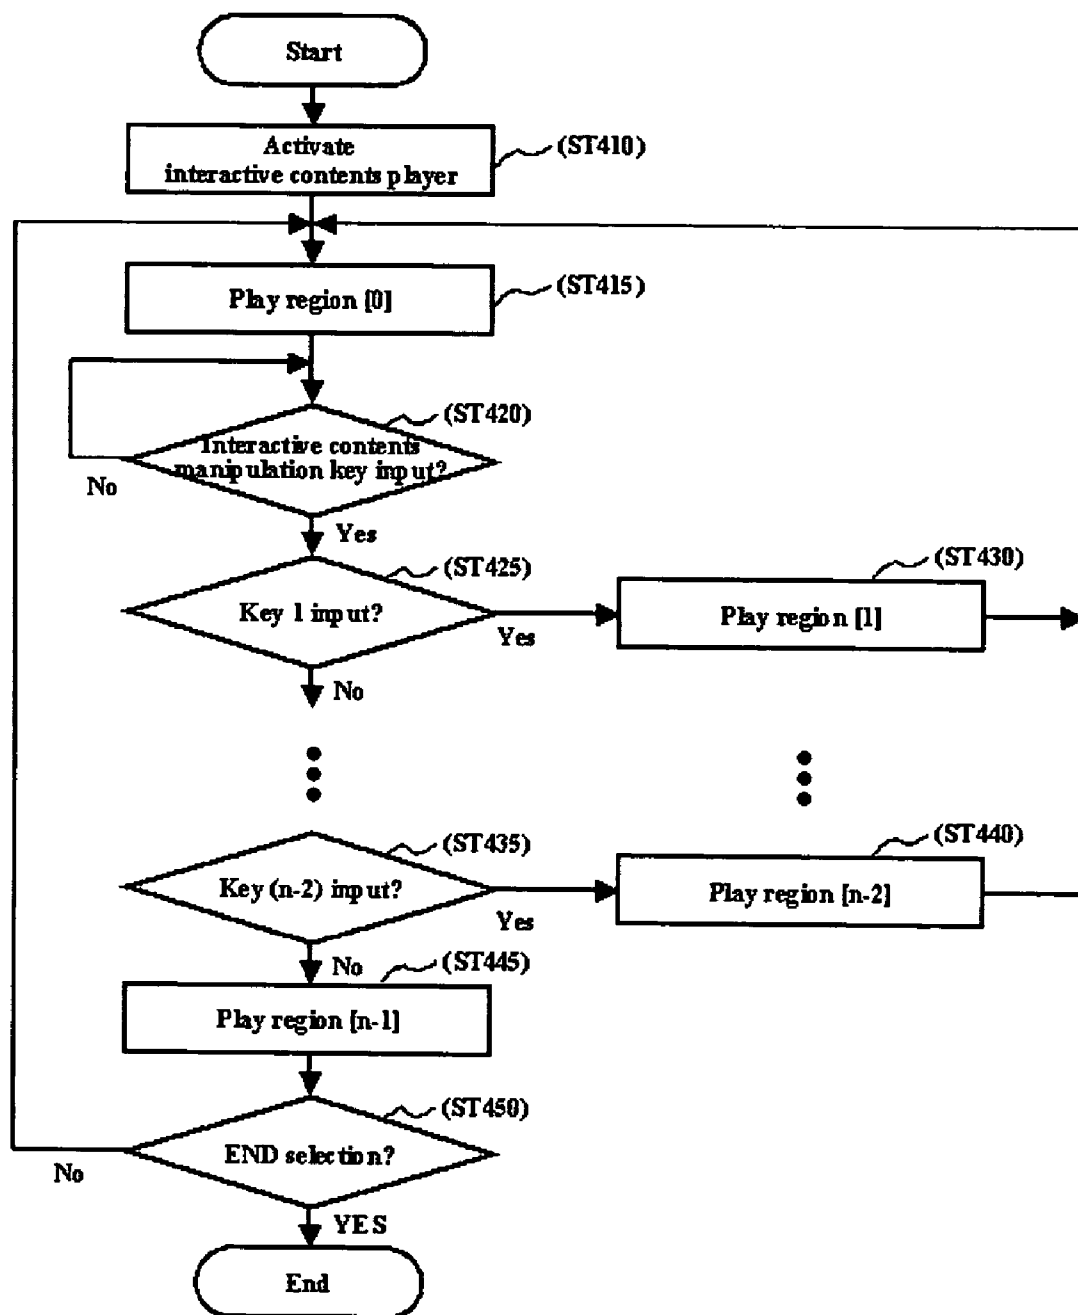 Start
Activate
interactive contents player
(ST410)
Play region [0]
(ST415)
(ST420)
Interactive contents
manipulation key input?
No
Yes
(ST425)
Key 1 input?
Yes
(ST430)
Play region [1]
No
(ST435)
Key (n-2) input?
Yes
(ST440)
Play region [n-2]
No
(ST445)
Play region [n-1]
(ST450)
END selection?
No
YES
End